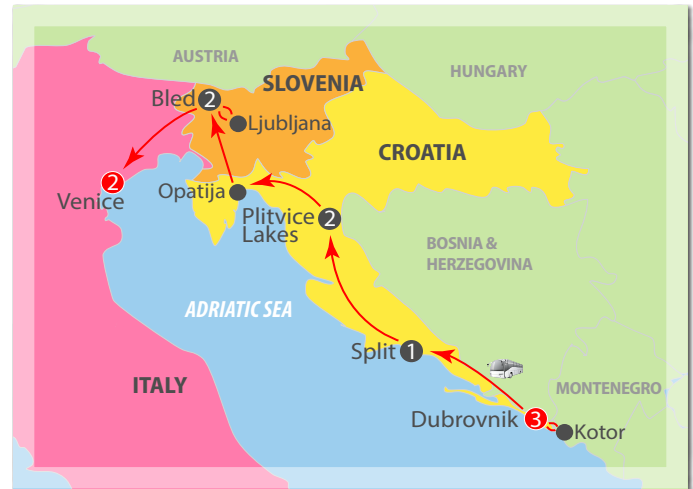 AUSTRIA
HUNGARY
SLOVENIA
Bled 2
Ljubljana
CROATIA
2
Venice
Opatija
Plitvice 2
Lakes
BOSNIA &
HERZEGOVINA
ADRIATIC SEA
Split 1
ITALY
MONTENEGRO
Dubrovnik 3
Kotor